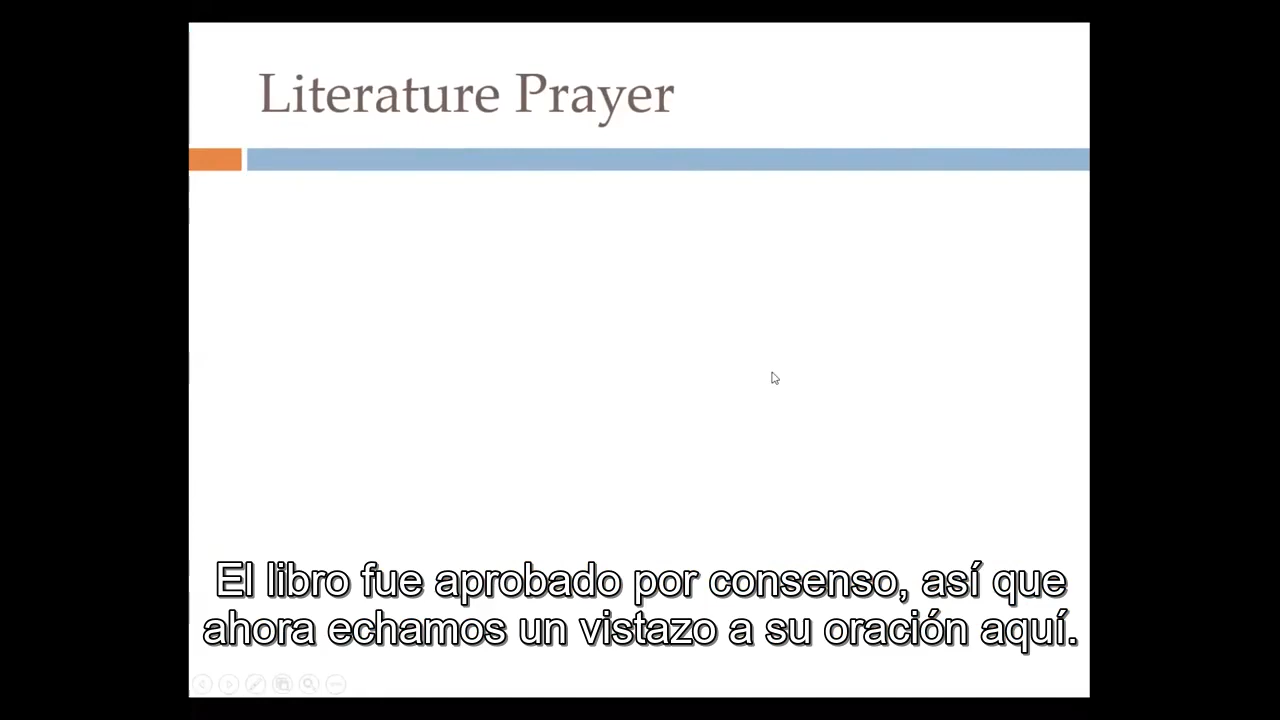 Literature Prayer
El libro fue aprobado por consenso, así que
ahora echamos un vistazo a su oración aquí.